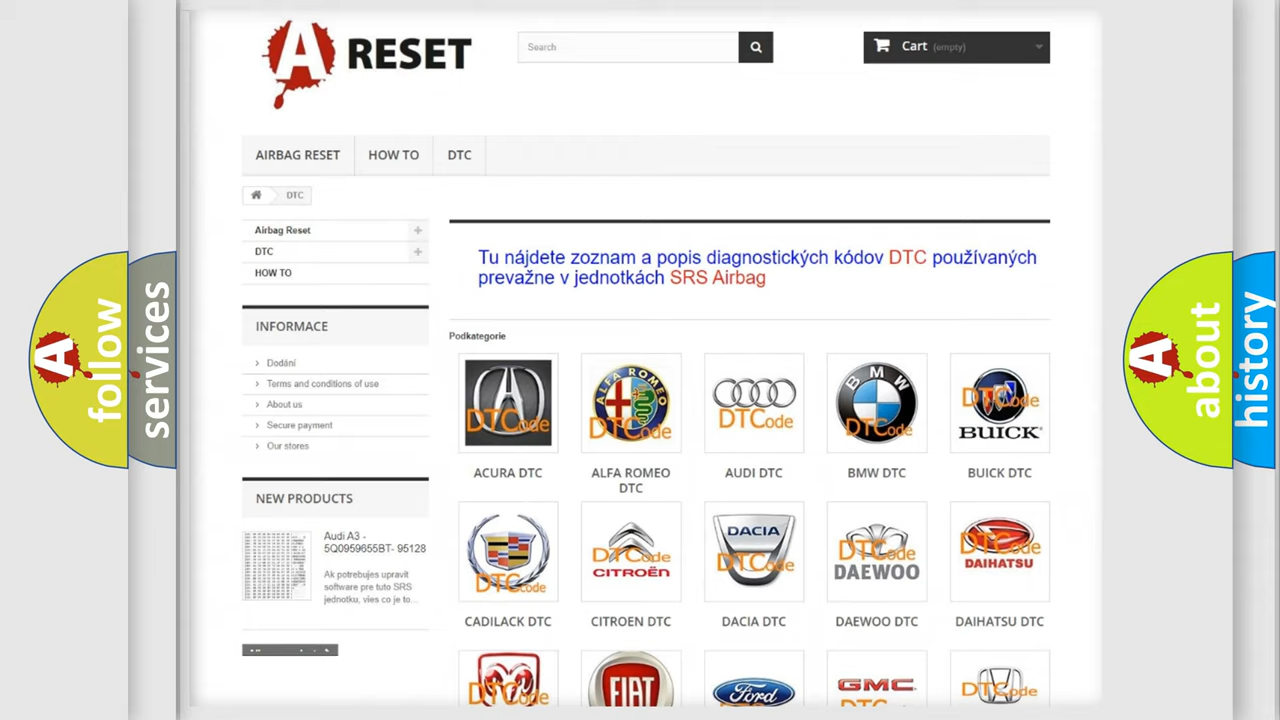 A RESET
Search
Cart (empty)
AIRBAG RESET
HOW TO
DTC
DTC
Airbag Reset
DTC
HOW TO
Tu nájdete zoznam a popis diagnostických kódov DTC používaných
prevažne v jednotkách SRS Airbag
INFORMACE
Dodání
Terms and conditions of use
About us
Secure payment
Our stores
NEW PRODUCTS
Audi A3 -
5Q0959655BT- 95128
Ak potrebujes upravit
software pre tuto SRS
jednotku, vies co je to...
Podkategorie
DTCode
ALFA ROMEO
DTCode
DTCode
BMW
DTCode
DTCode
BUICK
ACURA DTC
ALFA ROMEO
DTC
AUDI DTC
BMW DTC
BUICK DTC
DTCode
DTCode
CITROËN
DACIA
DTCode
DTCode
DAEWOO
DTCode
DAIHATSU
CADILACK DTC
CITROEN DTC
DACIA DTC
DAEWOO DTC
DAIHATSU DTC
DTCode
FIAT
Ford
GMC
DTCode
A follow
services
A about
history